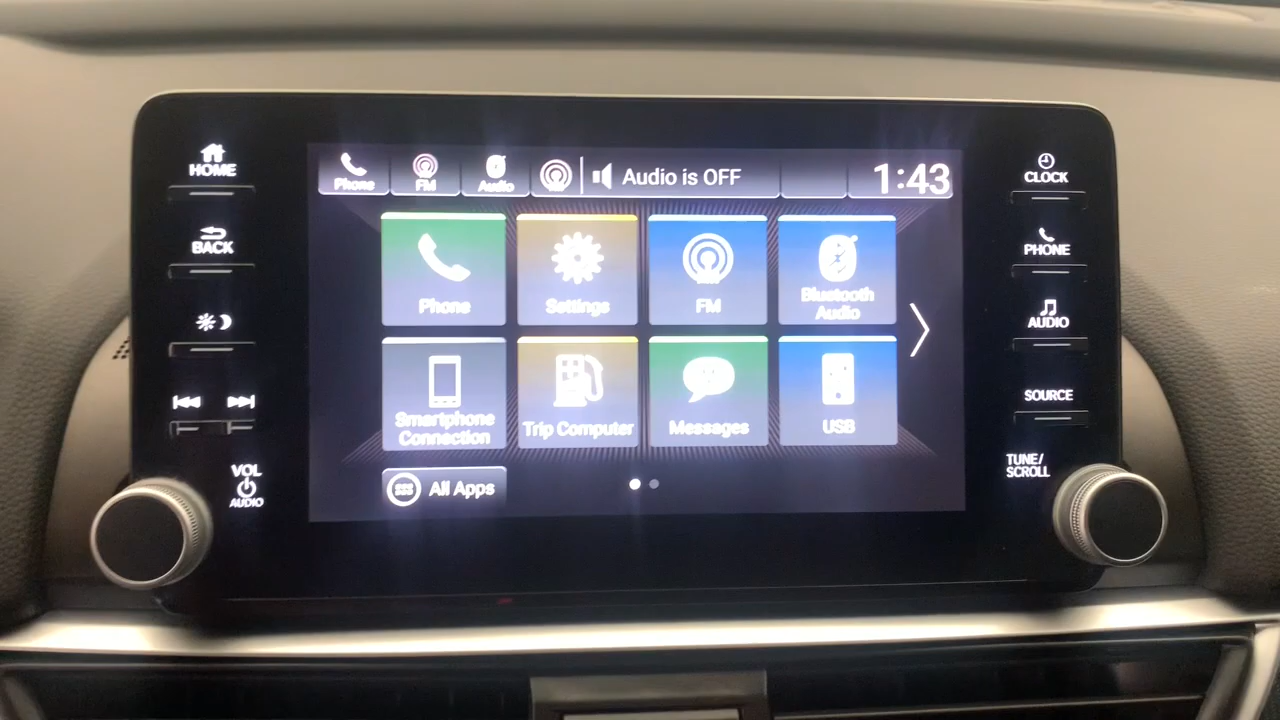 HOME
BACK
VOL
AUDIO
Phone
FM
Audio
Audio is OFF
1:43
Phone
Settings
FM
Bluetooth
Audio
Smartphone
Connection
Trip Computer
Messages
USB
All Apps
CLOCK
PHONE
AUDIO
SOURCE
TUNE/
SCROLL